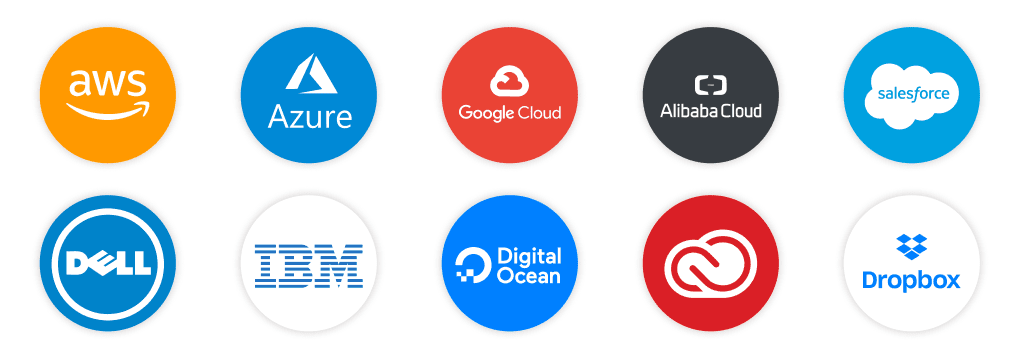 aws
Azure
Google Cloud
Alibaba Cloud
salesforce
DELL
IBM
Digital
Ocean
Dropbox